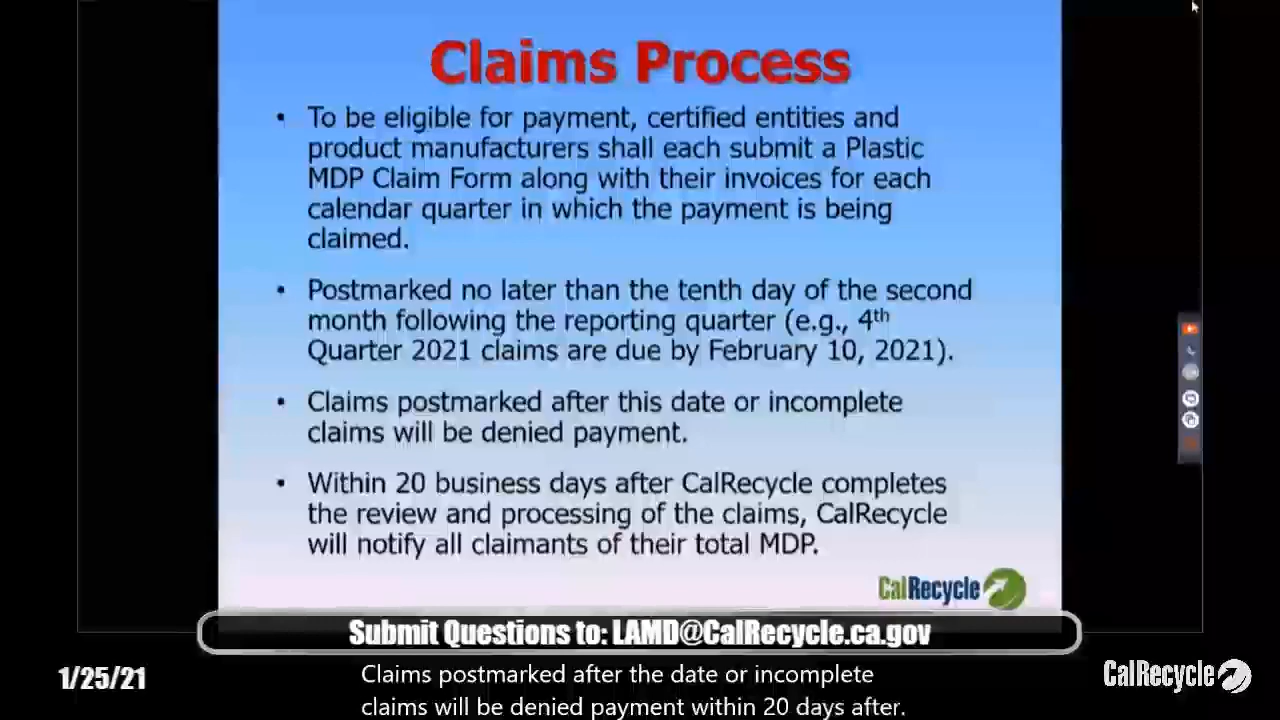 Claims Process
• To be eligible for payment, certified entities and
product manufacturers shall each submit a Plastic
MDP Claim Form along with their invoices for each
calendar quarter in which the payment is being
claimed.
• Postmarked no later than the tenth day of the second
month following the reporting quarter (e.g., 4th
Quarter 2021 claims are due by February 10, 2021).
• Claims postmarked after this date or incomplete
claims will be denied payment.
• Within 20 business days after CalRecycle completes
the review and processing of the claims, CalRecycle
will notify all claimants of their total MDP.
CalRecycle
Submit Questions to: LAMD@CalRecycle.ca.gov
1/25/21
Claims postmarked after the date or incomplete
claims will be denied payment within 20 days after.
CalRecycle